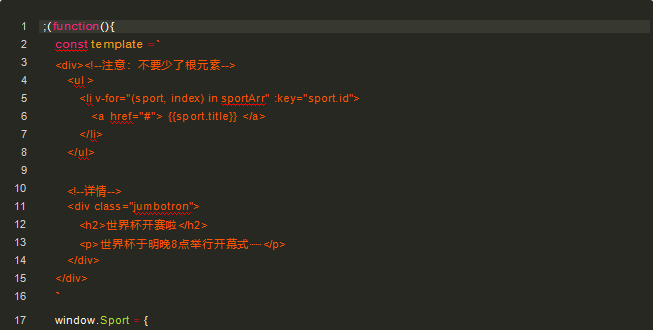 1 ;(function(){
2 const template =`
3 <div><!--注意：不要少了根元素-->
4 <ul >
5 <li v-for="(sport, index) in sportArr" :key="sport.id">
6 <a href="#"> {{sport.title}} </a>
7 </li>
8 </ul>
9
10 <!--详情-->
11 <div class="jumbotron">
12 <h2>世界杯开赛啦</h2>
13 <p>世界杯于明晚8点举行开幕式......</p>
14 </div>
15 </div>
16 `
17 window.Sport = {